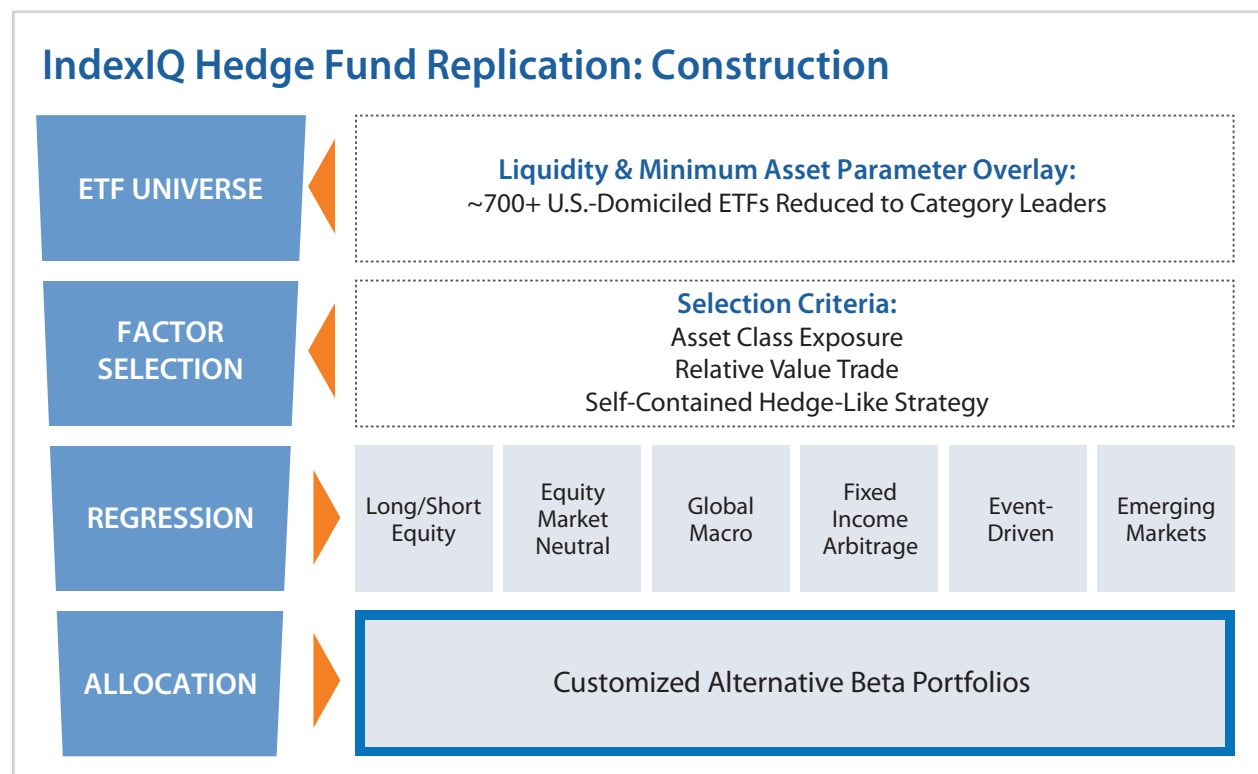 IndexIQ Hedge Fund Replication: Construction
ETF UNIVERSE
Liquidity & Minimum Asset Parameter Overlay:
~700+ U.S.-Domiciled ETFs Reduced to Category Leaders
FACTOR
SELECTION
Selection Criteria:
Asset Class Exposure
Relative Value Trade
Self-Contained Hedge-Like Strategy
REGRESSION
Long/Short
Equity
Equity
Market
Neutral
Global
Macro
Fixed
Income
Arbitrage
Event-
Driven
Emerging
Markets
ALLOCATION
Customized Alternative Beta Portfolios